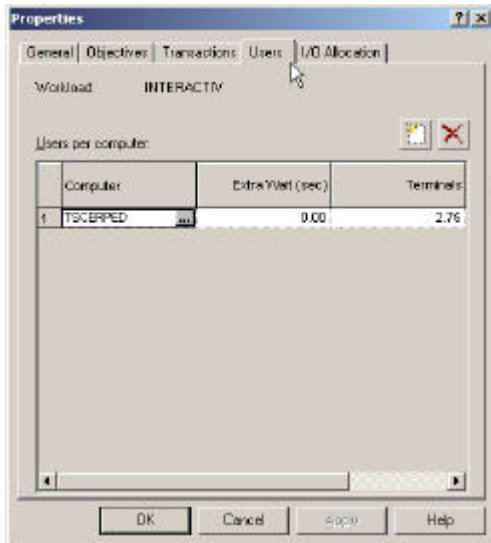 Properties
General Objectives Transactions Users I/O Allocation
Workload: INTERACTIV
Users per computer:
Computer Extra Wait (sec) Terminals
1 TSCERPED ... 0.00 2.76
OK Cancel Apply Help